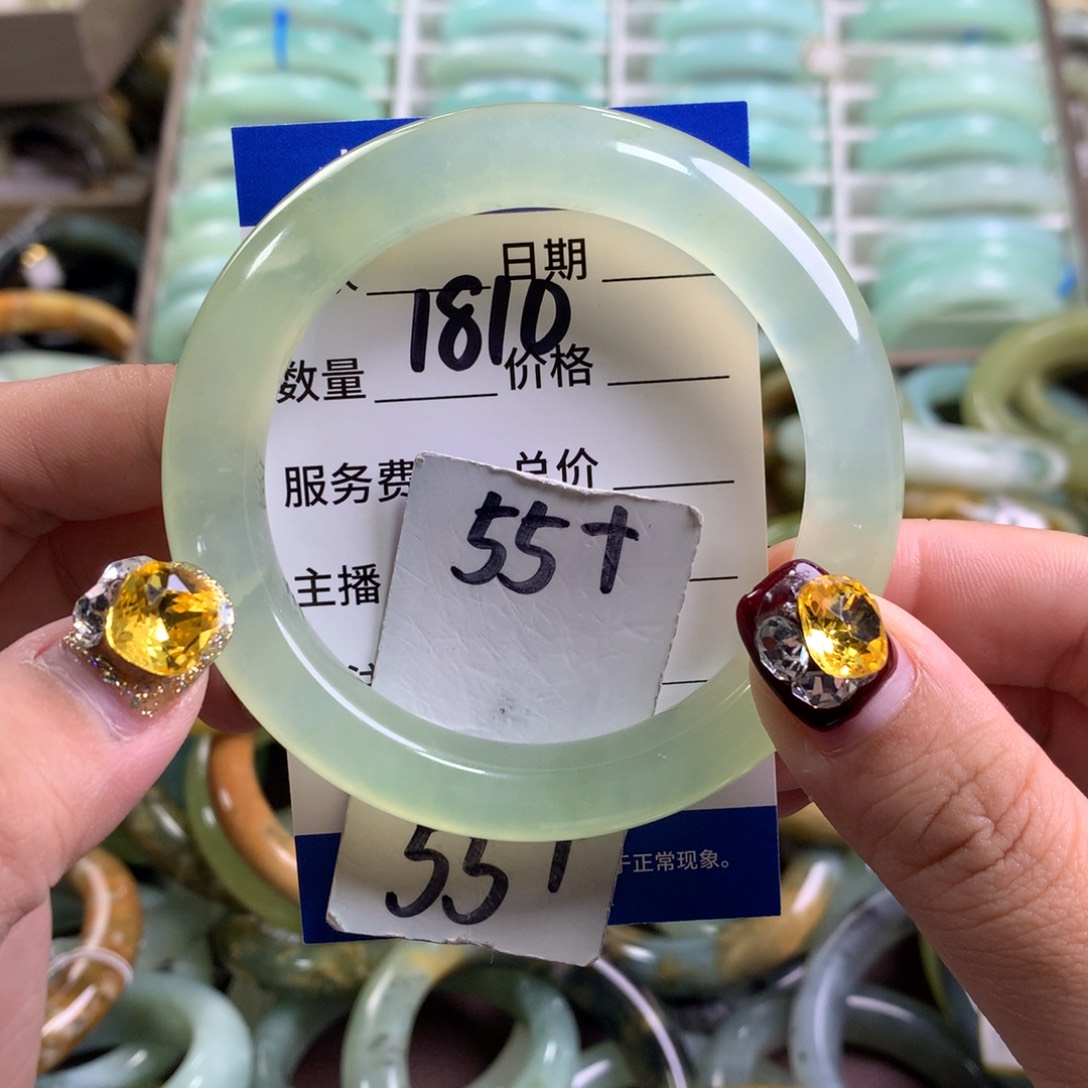 日期
1810
数量 价格
服务费 总价
55+
主播
55+
于正常现象。